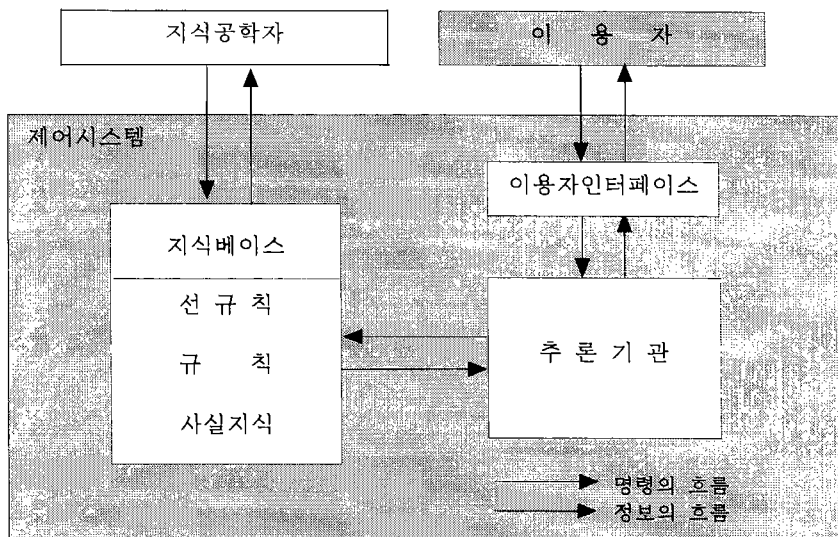 지식공학자
이 용 자
제어시스템
이용자인터페이스
지식베이스
선 규 칙
규 칙
사실지식
추 론 기 관
명령의 흐름
정보의 흐름